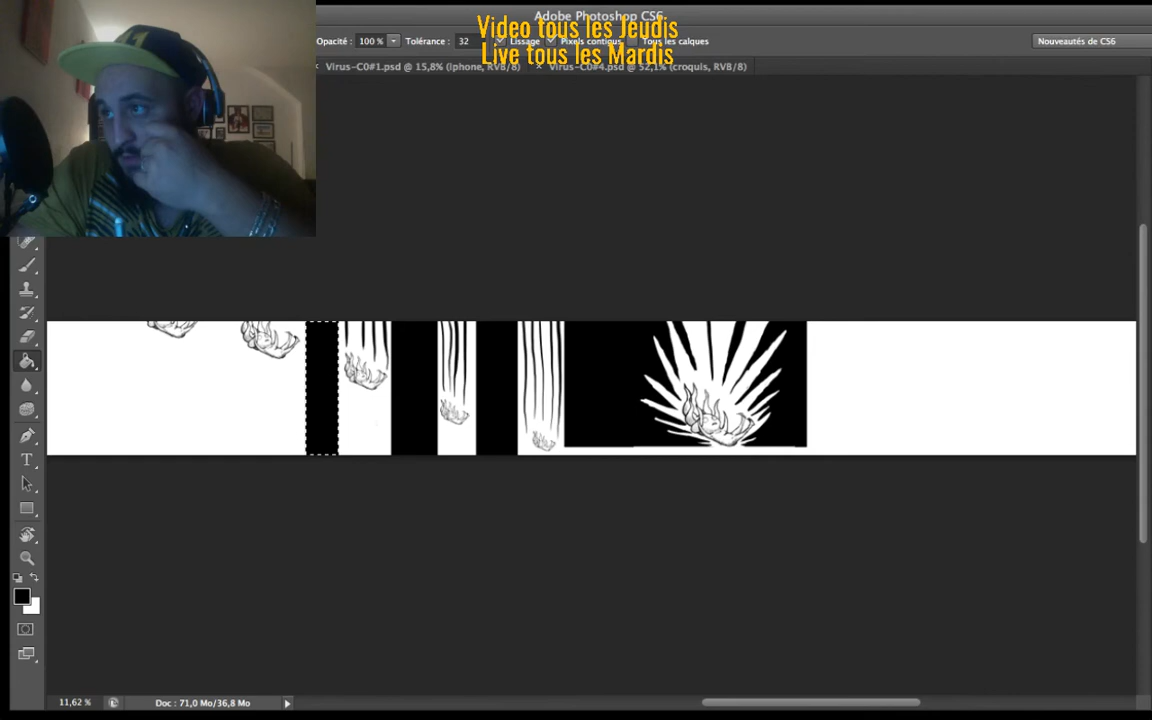 Adobe Photoshop CS6
Video tous les Jeudis
Live tous les Mardis
Opacité : 100 % Tolérance : 32 Lissage Pixels contigus Tous les calques Nouveautés de CS6
Virus-C0#1.psd @ 15,8% (iphone, RVB/8) Virus-C0#4.psd @ 52,1% (croquis, RVB/8)
T
11,62 % Doc : 71,0 Mo/36,8 Mo